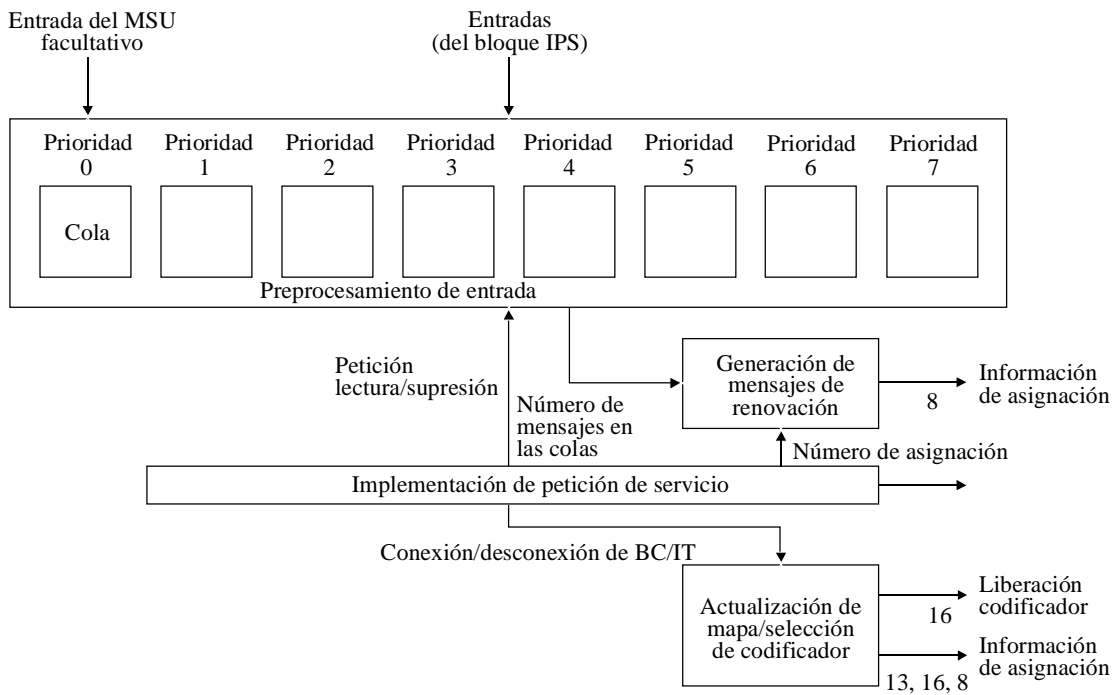 Entrada del MSU
facultativo
Entradas
(del bloque IPS)
Prioridad
0
Prioridad
1
Prioridad
2
Prioridad
3
Prioridad
4
Prioridad
5
Prioridad
6
Prioridad
7
Cola
Preprocesamiento de entrada
Petición
lectura/supresión
Número de
mensajes en
las colas
Generación de
mensajes de
renovación
8
Información
de asignación
Número de asignación
Implementación de petición de servicio
Conexión/desconexión de BC/IT
Actualización de
mapa/selección
de codificador
16
Liberación
codificador
13, 16, 8
Información
de asignación